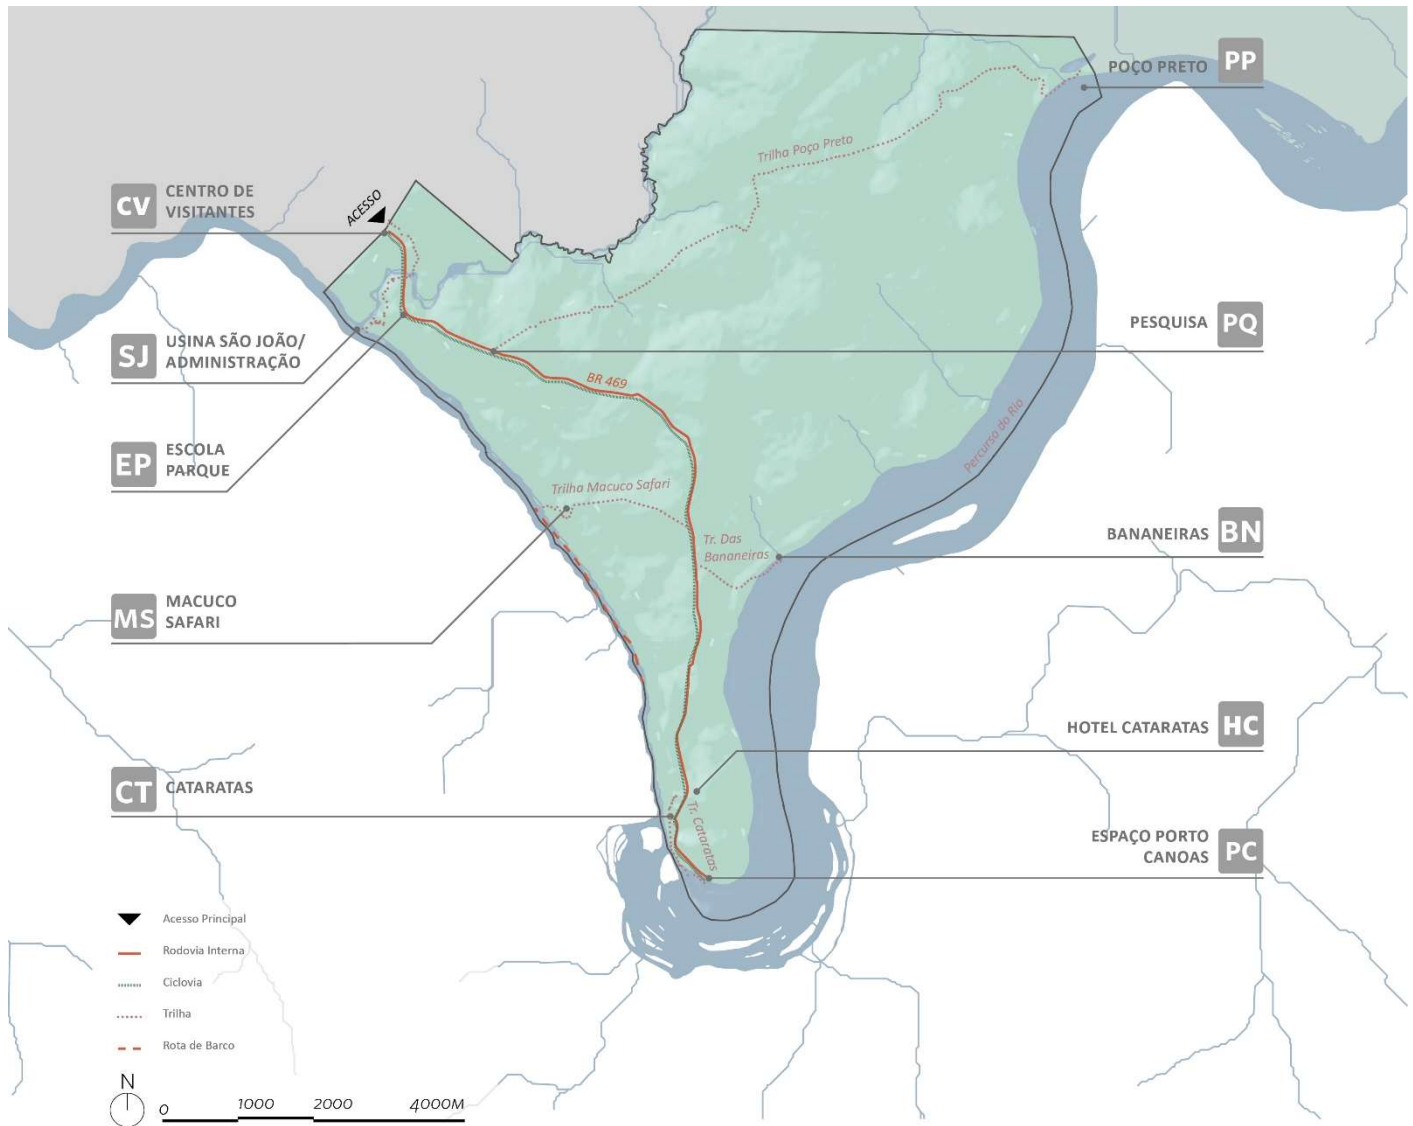 POÇO PRETO PP
CV CENTRO DE
VISITANTES
ACESSO
Trilha Poço Preto
PESQUISA PQ
SJ USINA SÃO JOÃO/
ADMINISTRAÇÃO
BR 469
Percurso do Rio
EP ESCOLA
PARQUE
Trilha Macuco Safari
Tr. Das
Bananeiras
BANANEIRAS BN
MS MACUCO
SAFARI
HOTEL CATARATAS HC
CT CATARATAS
Tr. Cataratas
ESPAÇO PORTO
CANOAS PC
Acesso Principal
Rodovia Interna
Ciclovia
Trilha
Rota de Barco
N
0 1000 2000 4000M